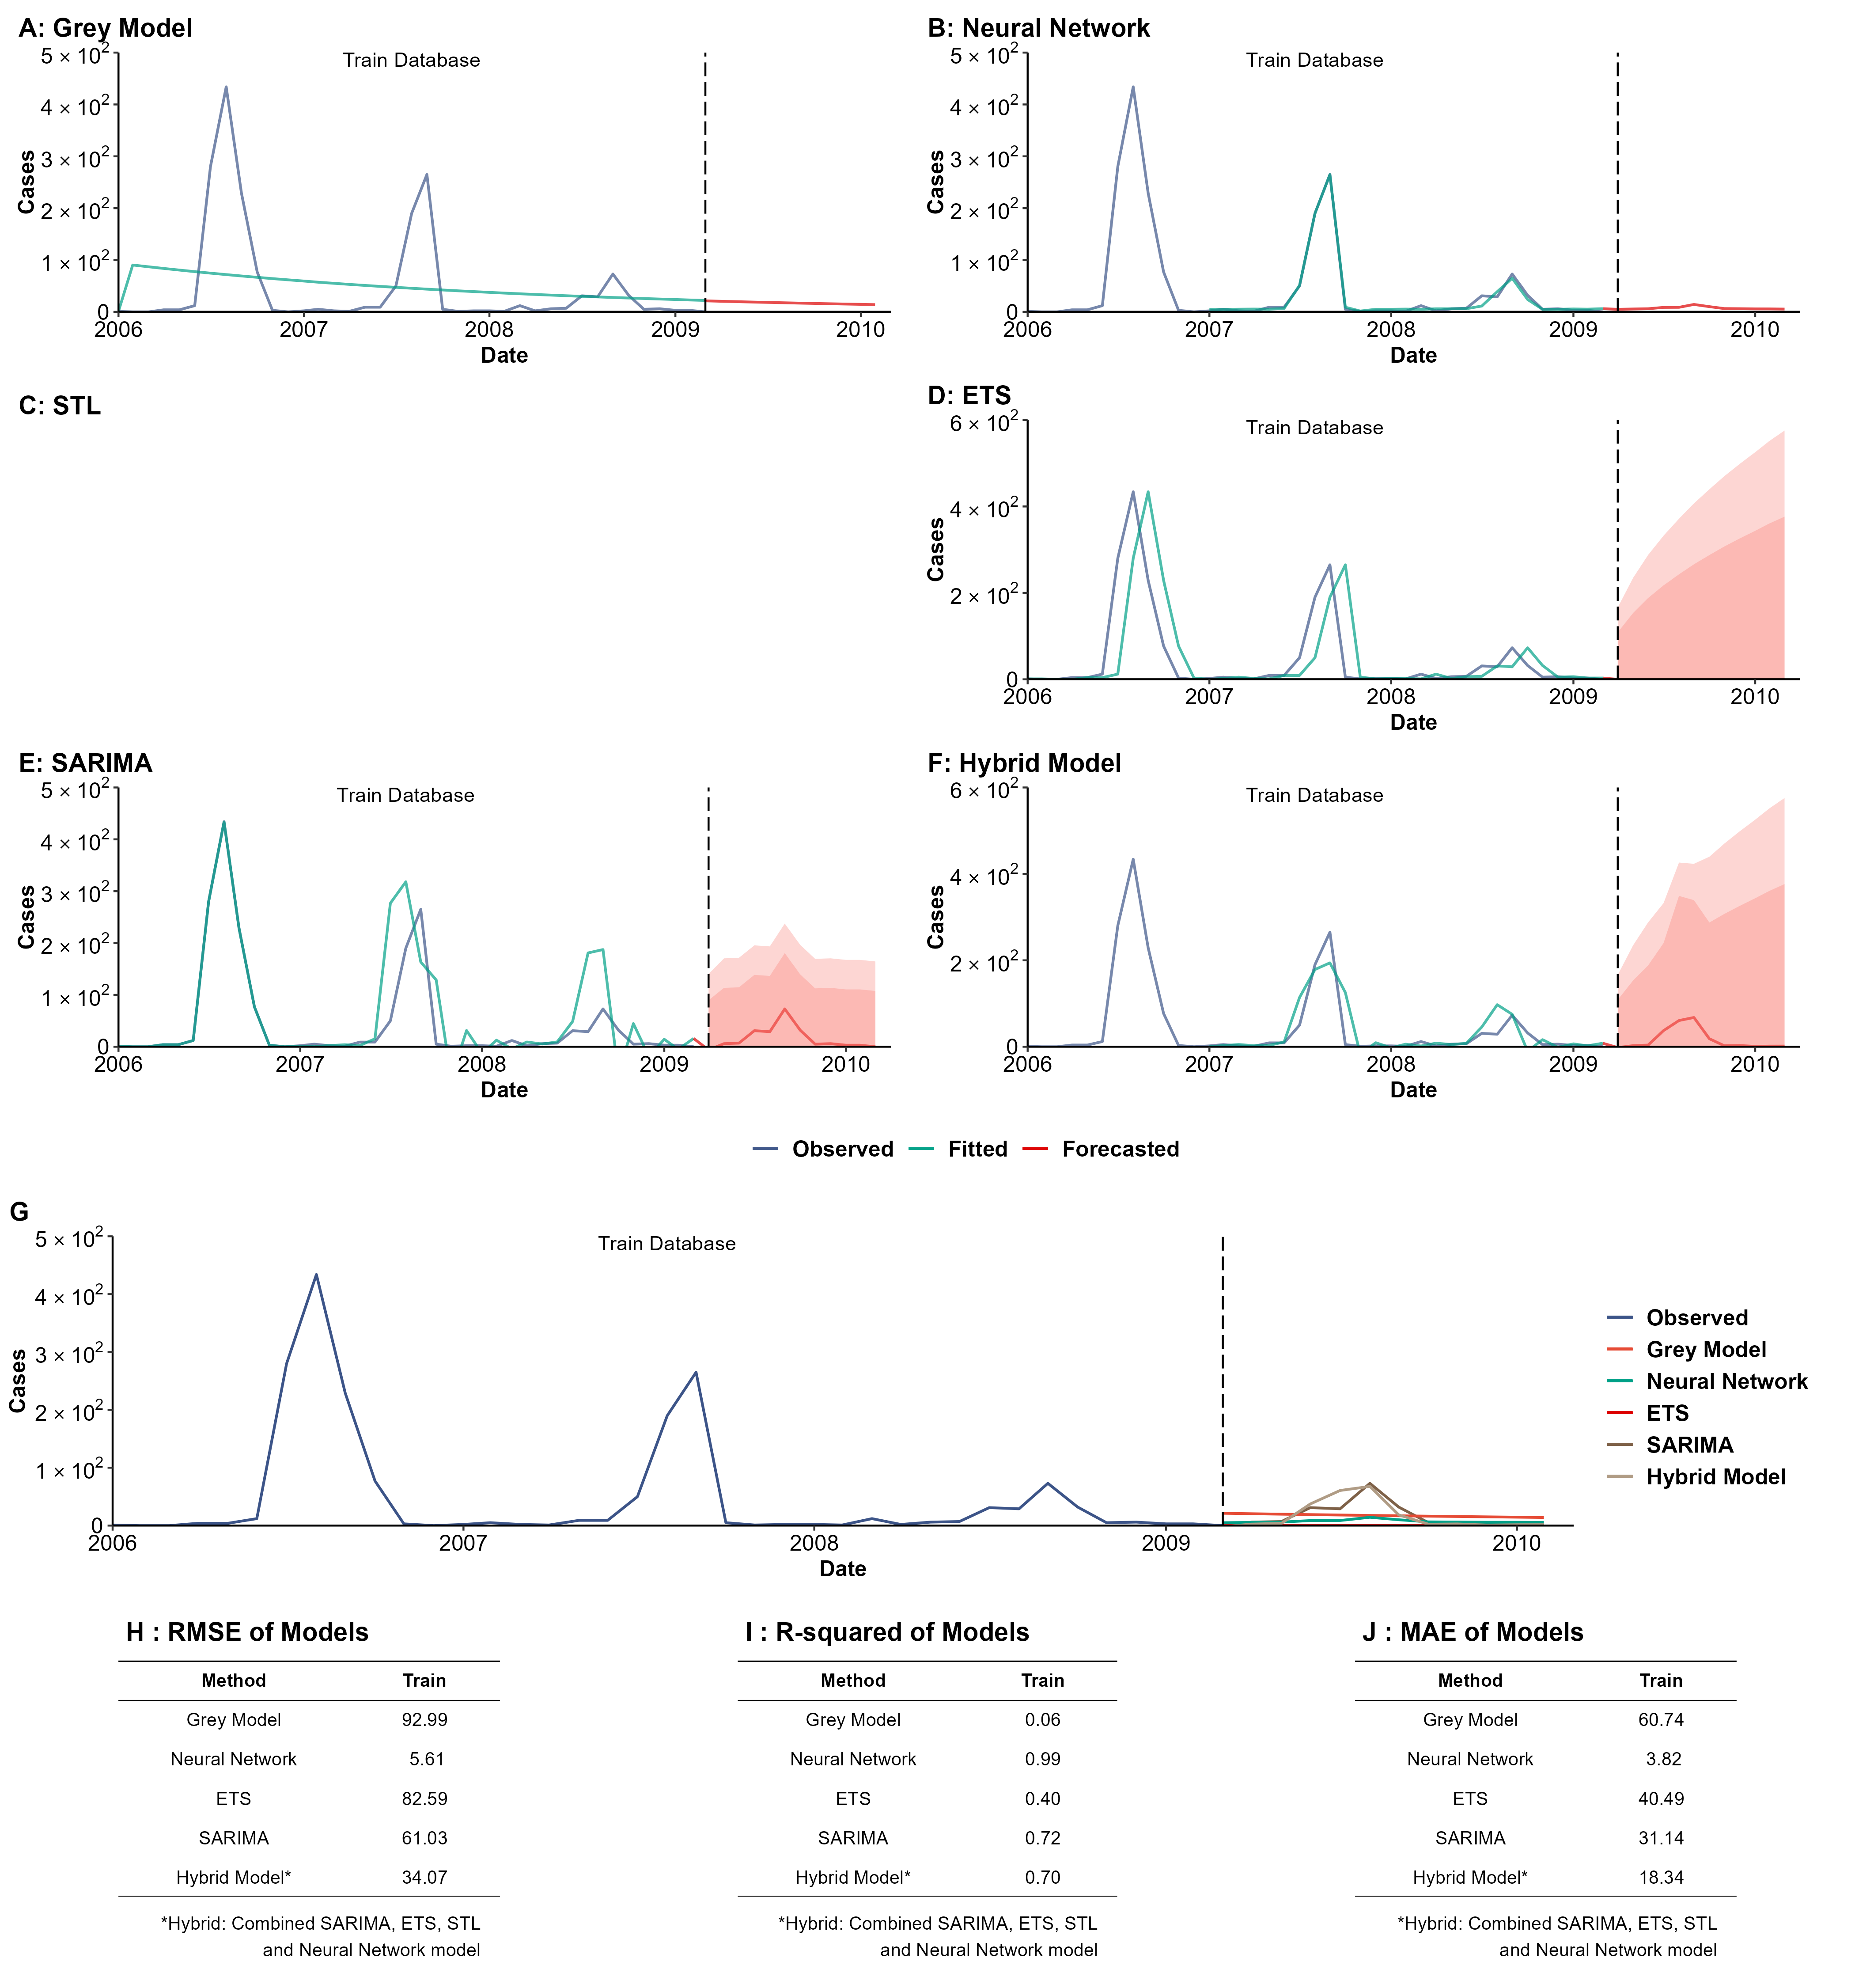 A: Grey Model
Train Database
5 × 10²
4 × 10²
3 × 10²
2 × 10²
1 × 10²
0
Cases
2006 2007 2008 2009 2010
Date
B: Neural Network
Train Database
5 × 10²
4 × 10²
3 × 10²
2 × 10²
1 × 10²
0
Cases
2006 2007 2008 2009 2010
Date
C: STL
D: ETS
Train Database
6 × 10²
4 × 10²
2 × 10²
0
Cases
2006 2007 2008 2009 2010
Date
E: SARIMA
Train Database
5 × 10²
4 × 10²
3 × 10²
2 × 10²
1 × 10²
0
Cases
2006 2007 2008 2009 2010
Date
F: Hybrid Model
Train Database
6 × 10²
4 × 10²
2 × 10²
0
Cases
2006 2007 2008 2009 2010
Date
Observed Fitted Forecasted
G
Train Database
5 × 10²
4 × 10²
3 × 10²
2 × 10²
1 × 10²
0
Cases
2006 2007 2008 2009 2010
Date
Observed
Grey Model
Neural Network
ETS
SARIMA
Hybrid Model
H : RMSE of Models
Method Train
Grey Model 92.99
Neural Network 5.61
ETS 82.59
SARIMA 61.03
Hybrid Model* 34.07
*Hybrid: Combined SARIMA, ETS, STL
and Neural Network model
I : R-squared of Models
Method Train
Grey Model 0.06
Neural Network 0.99
ETS 0.40
SARIMA 0.72
Hybrid Model* 0.70
*Hybrid: Combined SARIMA, ETS, STL
and Neural Network model
J : MAE of Models
Method Train
Grey Model 60.74
Neural Network 3.82
ETS 40.49
SARIMA 31.14
Hybrid Model* 18.34
*Hybrid: Combined SARIMA, ETS, STL
and Neural Network model